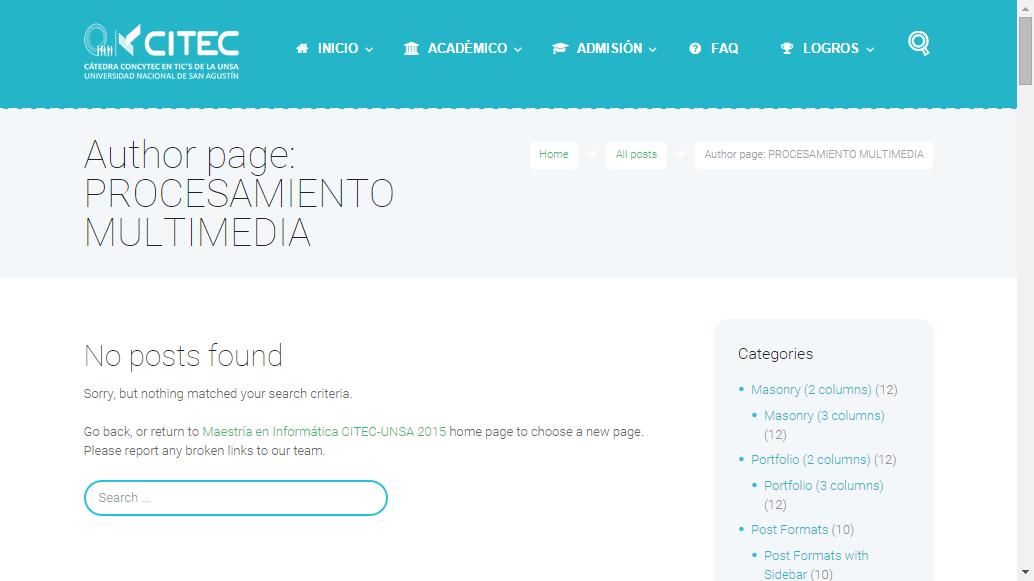 CITEC
CÁTEDRA CONCYTEC EN TIC'S DE LA UNSA
UNIVERSIDAD NACIONAL DE SAN AGUSTÍN
INICIO
ACADÉMICO
ADMISIÓN
FAQ
LOGROS
Author page:
PROCESAMIENTO
MULTIMEDIA
Home
All posts
Author page: PROCESAMIENTO MULTIMEDIA
No posts found
Sorry, but nothing matched your search criteria.
Go back, or return to Maestría en Informática CITEC-UNSA 2015 home page to choose a new page.
Please report any broken links to our team.
Search ...
Categories
Masonry (2 columns) (12)
Masonry (3 columns)
(12)
Portfolio (2 columns) (12)
Portfolio (3 columns)
(12)
Post Formats (10)
Post Formats with
Sidebar (10)